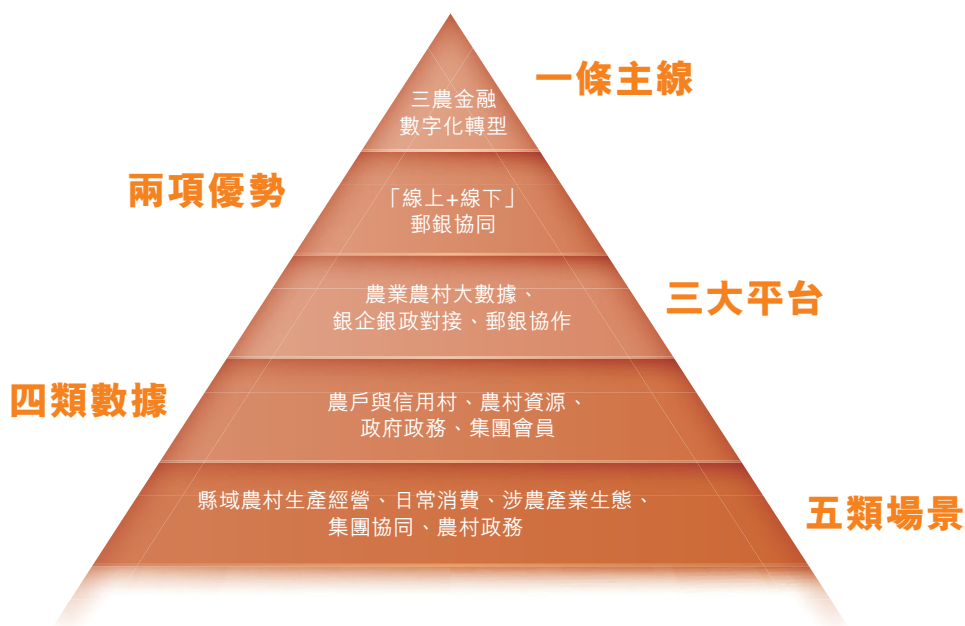 一條主線
三農金融
數字化轉型
兩項優勢
「線上+線下」
郵銀協同
三大平台
農業農村大數據、
銀企銀政對接、郵銀協作
四類數據
農戶與信用村、農村資源、
政府政務、集團會員
五類場景
縣域農村生產經營、日常消費、涉農產業生態、
集團協同、農村政務